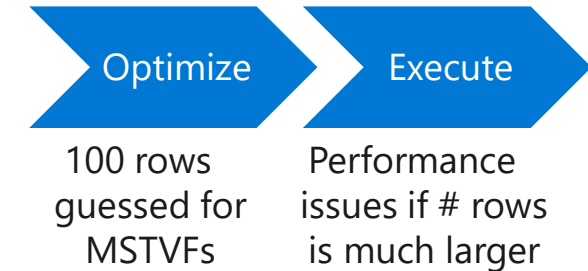 Optimize
Execute
100 rows
guessed for
MSTVFs
Performance
issues if # rows
is much larger